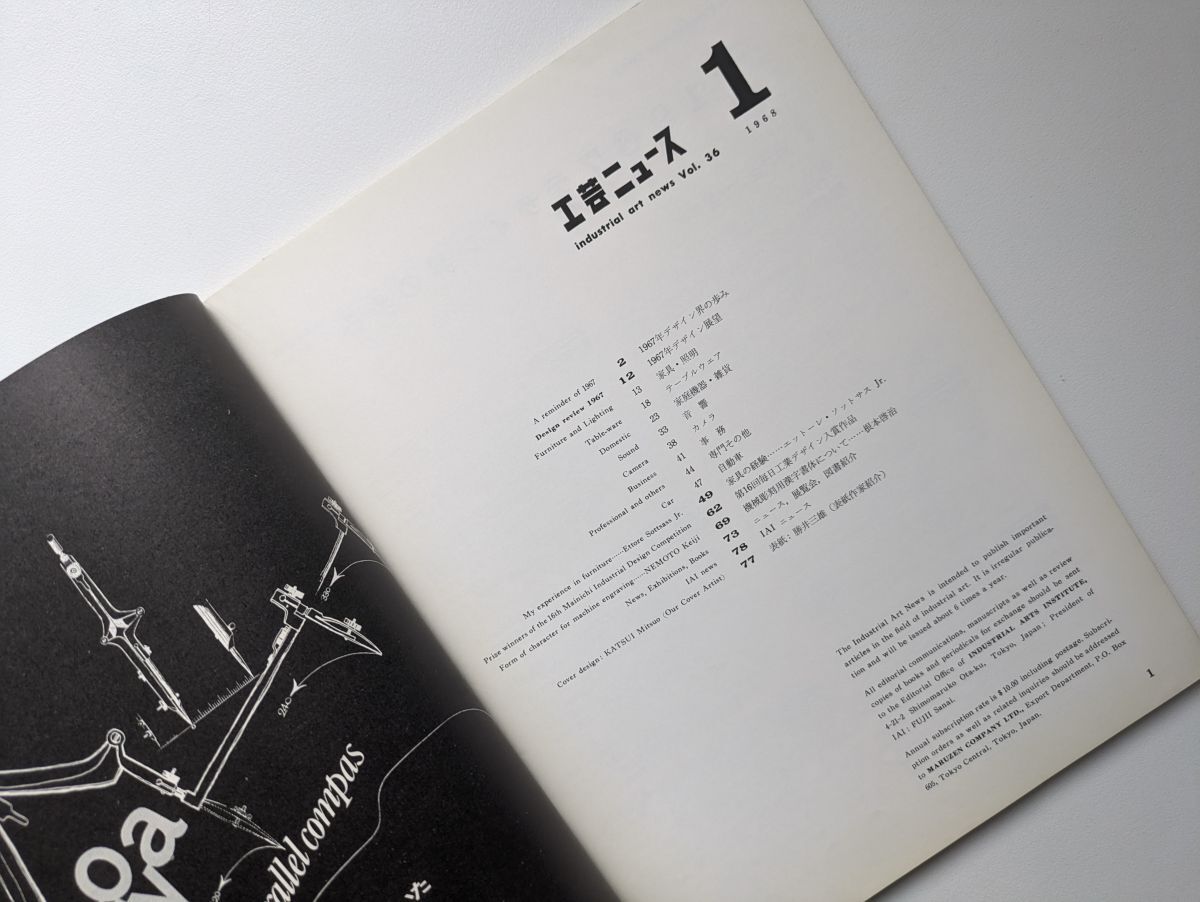 1
1968
工芸ニュース
industrial art news Vol. 36
A reminder of 1967 2 1967年デザイン界の歩み
Design review 1967 12 1967年デザイン展望
Furniture and Lighting 13 家具・照明
Table-ware 18 テーブルウェア
Domestic 23 家庭機器・雑貨
Sound 33 音響
Camera 38 カメラ
Business 41 事務
Professional and others 44 専門その他
Car 47 自動車
My experience in furniture……Ettore Sottsass Jr. 49 家具の経験……エットーレ・ソットサス Jr.
Prize winners of the 16th Mainichi Industrial Design Competition 62 第16回毎日工業デザイン入賞作品
Form of character for machine engraving……NEMOTO Keiji 69 機械彫刻用漢字書体について……根本啓治
News, Exhibitions, Books 73 ニュース，展覧会，図書紹介
IAI news 78 IAI ニュース
Cover design: KATSUI Mitsuo (Our Cover Artist) 77 表紙：勝井三雄（表紙作家紹介）
The Industrial Art News is intended to publish important
articles in the field of industrial art. It is irregular publica-
tion and will be issued about 6 times a year.
All editorial communications, manuscripts as well as review
copies of books and periodicals for exchange should be sent
to the Editorial Office of INDUSTRIAL ARTS INSTITUTE,
4-21-2 Shimomaruko Ota-ku, Tokyo, Japan; President of
IAI: FUJII Sanai.
Annual subscription rate is $10.00 including postage. Subscri-
ption orders as well as related inquiries should be addressed
to MARUZEN COMPANY LTD., Export Department, P.O. Box
605, Tokyo Central, Tokyo, Japan.
1
330
240
compas